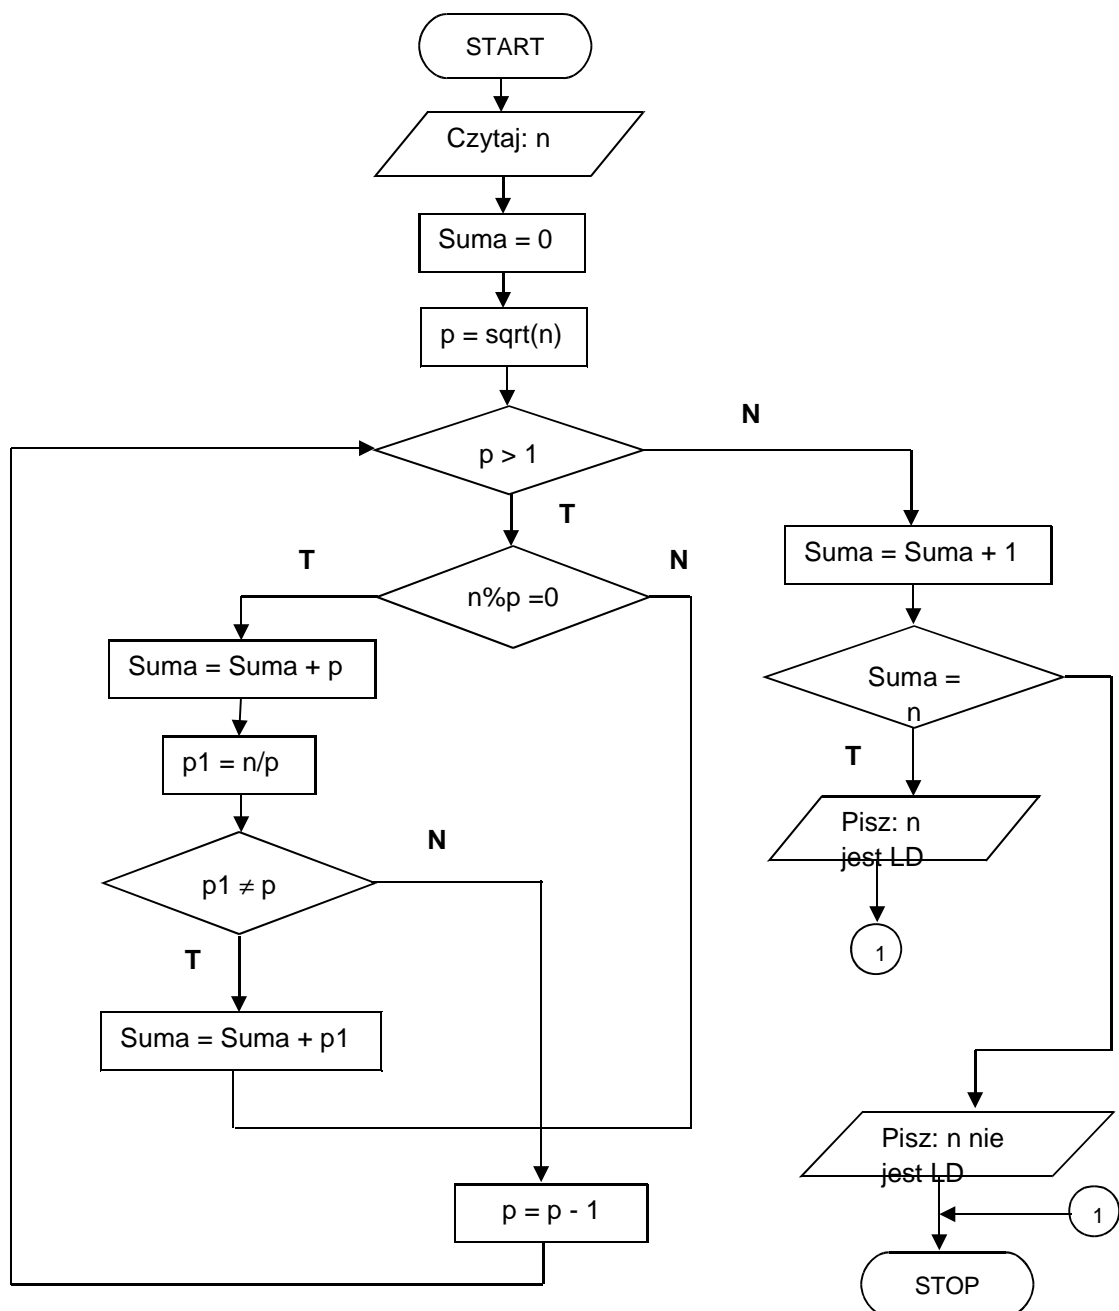 START
Czytaj: n
Suma = 0
p = sqrt(n)
N
p > 1
T
Suma = Suma + 1
T
N
n%p =0
Suma = Suma + p
Suma =
n
p1 = n/p
T
Pisz: n
jest LD
N
p1 ≠ p
T
1
Suma = Suma + p1
Pisz: n nie
jest LD
p = p - 1
1
STOP